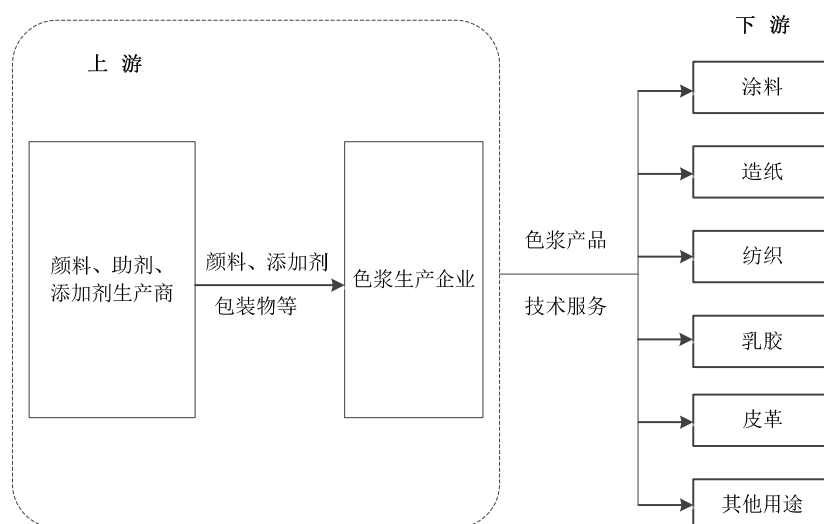 上 游
颜料、助剂、
添加剂生产商
颜料、添加剂
包装物等
色浆生产企业
色浆产品
技术服务
下 游
涂料
造纸
纺织
乳胶
皮革
其他用途